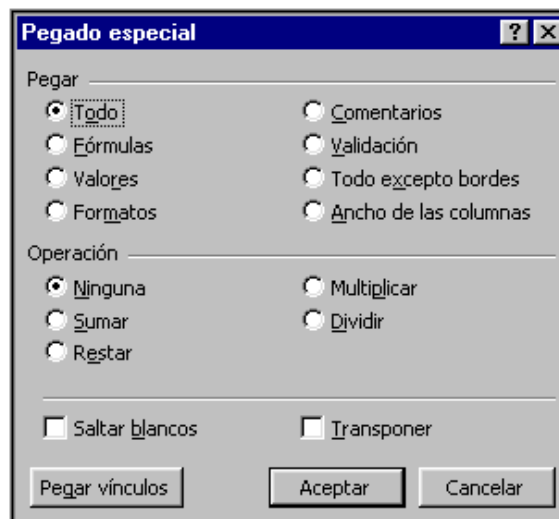 Pegado especial
Pegar
Todo Comentarios
Fórmulas Validación
Valores Todo excepto bordes
Formatos Ancho de las columnas
Operación
Ninguna Multiplicar
Sumar Dividir
Restar
Saltar blancos Transponer
Pegar vínculos Aceptar Cancelar